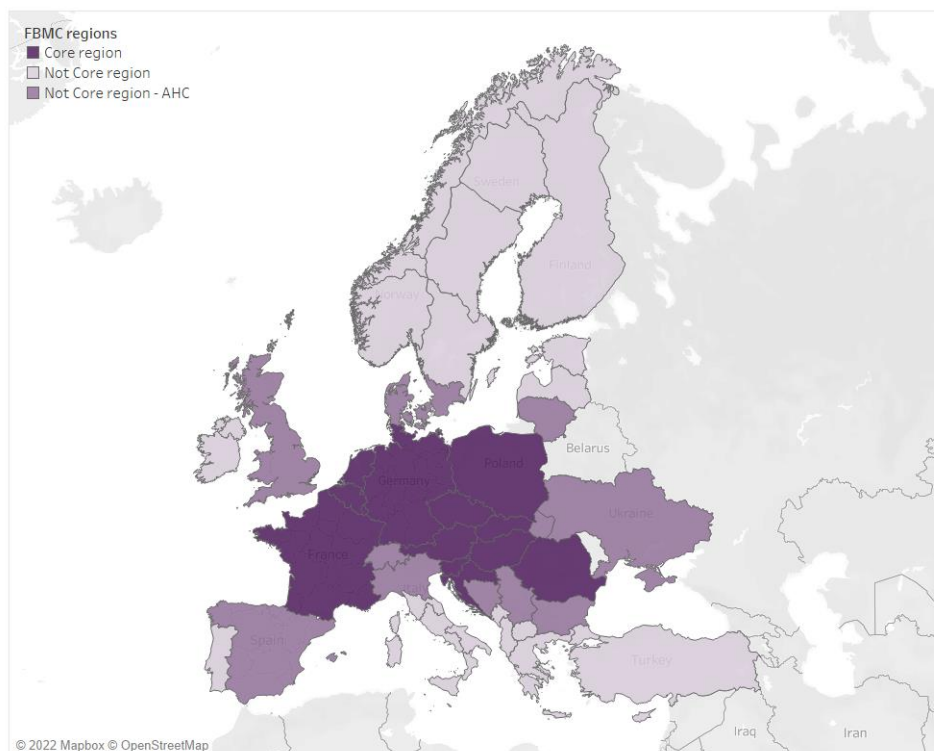 FBMC regions
Core region
Not Core region
Not Core region - AHC
Sweden
Finland
Norway
Belarus
Poland
Germany
Ukraine
France
Italy
Spain
Turkey
Iraq
Iran
© 2022 Mapbox © OpenStreetMap